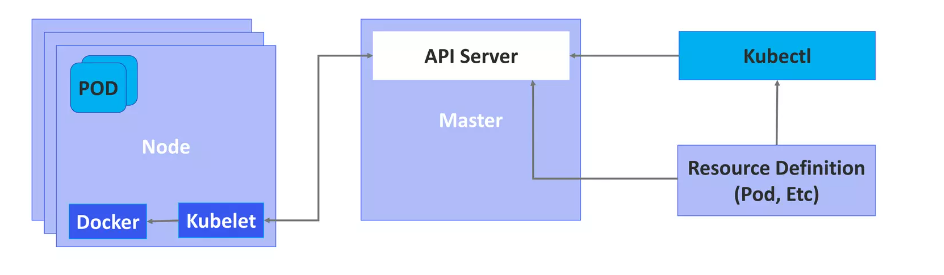 POD
Node
Docker
Kubelet
API Server
Master
Kubectl
Resource Definition
(Pod, Etc)